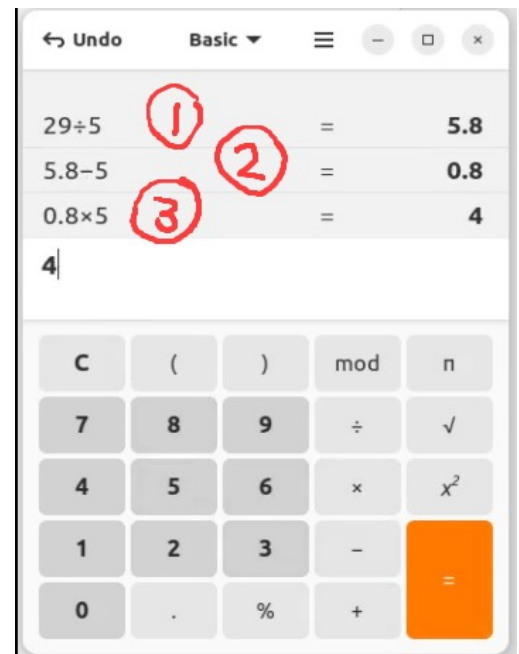 Undo Basic
29÷5 1 = 5.8
5.8−5 2 = 0.8
0.8×5 3 = 4
4
C ( ) mod π
7 8 9 ÷ √
4 5 6 × x²
1 2 3 − =
0 . % +